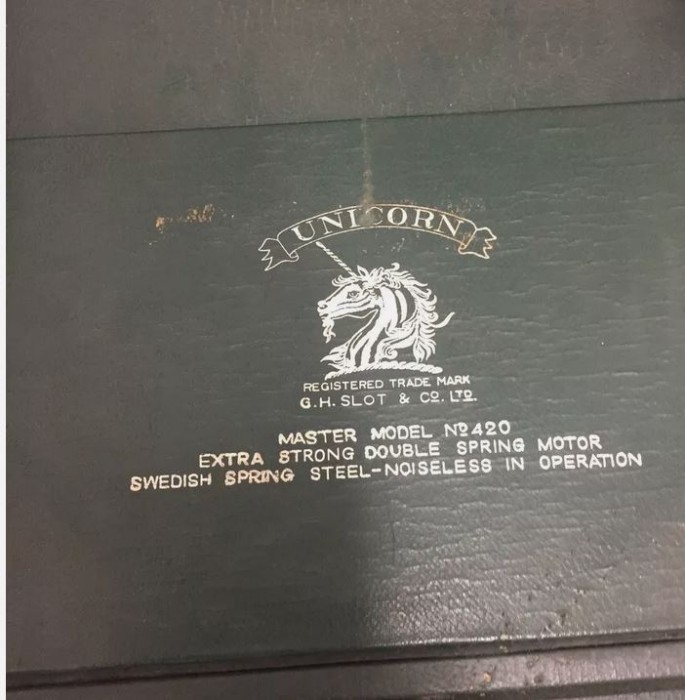 UNICORN
REGISTERED TRADE MARK
G.H. SLOT & Cº. LTD.
MASTER MODEL Nº 420
EXTRA STRONG DOUBLE SPRING MOTOR
SWEDISH SPRING STEEL-NOISELESS IN OPERATION